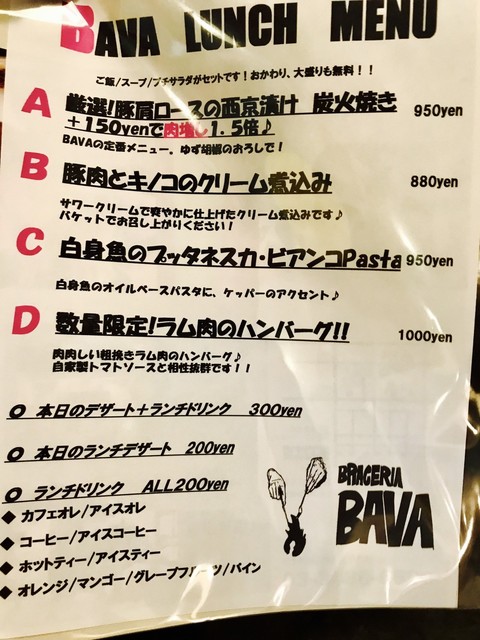 BAVA LUNCH MENU
ご飯/スープ/プチサラダがセットです!おかわり、大盛りも無料!!
A 厳選!豚肩ロースの西京漬け 炭火焼き 950yen
+150yenで肉増し1.5倍♪
BAVAの定番メニュー。ゆず胡椒のおろしで!
B 豚肉とキノコのクリーム煮込み 880yen
サワークリームで爽やかに仕上げたクリーム煮込みです♪
バケットでお召し上がりください!
C 白身魚のプッタネスカ・ビアンコPasta 950yen
白身魚のオイルベースパスタに、ケッパーのアクセント♪
D 数量限定!ラム肉のハンバーグ!! 1000yen
肉肉しい粗挽きラム肉のハンバーグ♪
自家製トマトソースと相性抜群です!!
○ 本日のデザート+ランチドリンク 300yen
○ 本日のランチデザート 200yen
○ ランチドリンク ALL200yen
◆ カフェオレ/アイスオレ
◆ コーヒー/アイスコーヒー
◆ ホットティー/アイスティー
◆ オレンジ/マンゴー/グレープフルーツ/パイン
BRACERIA
BAVA